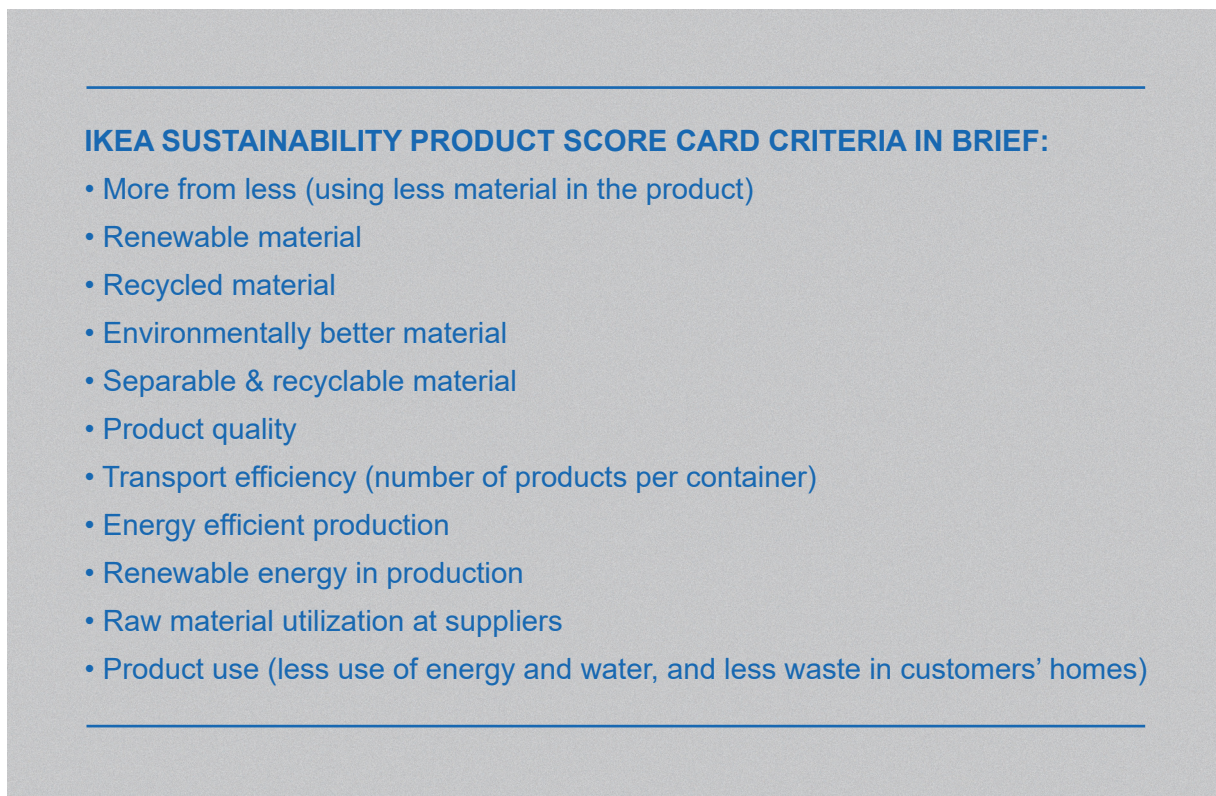 IKEA SUSTAINABILITY PRODUCT SCORE CARD CRITERIA IN BRIEF:
• More from less (using less material in the product)
• Renewable material
• Recycled material
• Environmentally better material
• Separable & recyclable material
• Product quality
• Transport efficiency (number of products per container)
• Energy efficient production
• Renewable energy in production
• Raw material utilization at suppliers
• Product use (less use of energy and water, and less waste in customers’ homes)